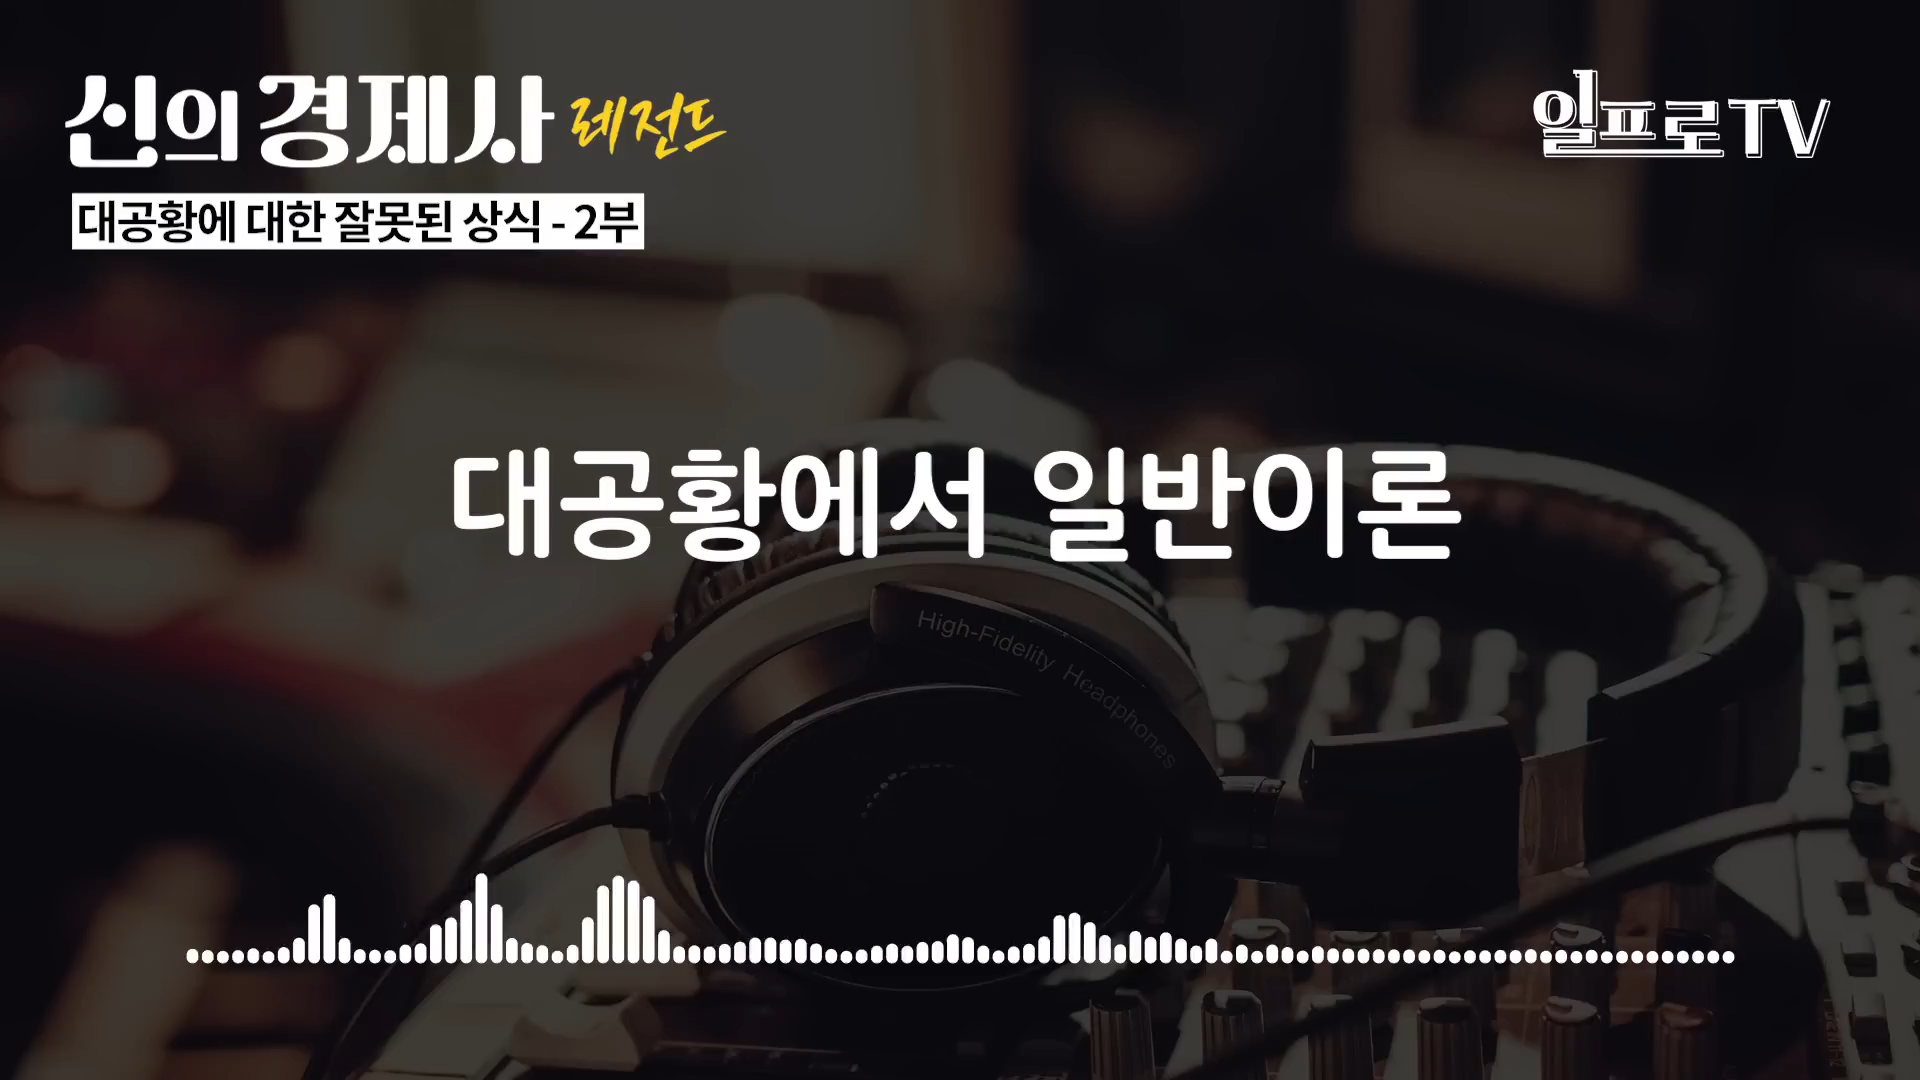 신의 경제사 레전드
일프로TV
대공황에 대한 잘못된 상식 - 2부
대공황에서 일반이론
High-Fidelity Headphones